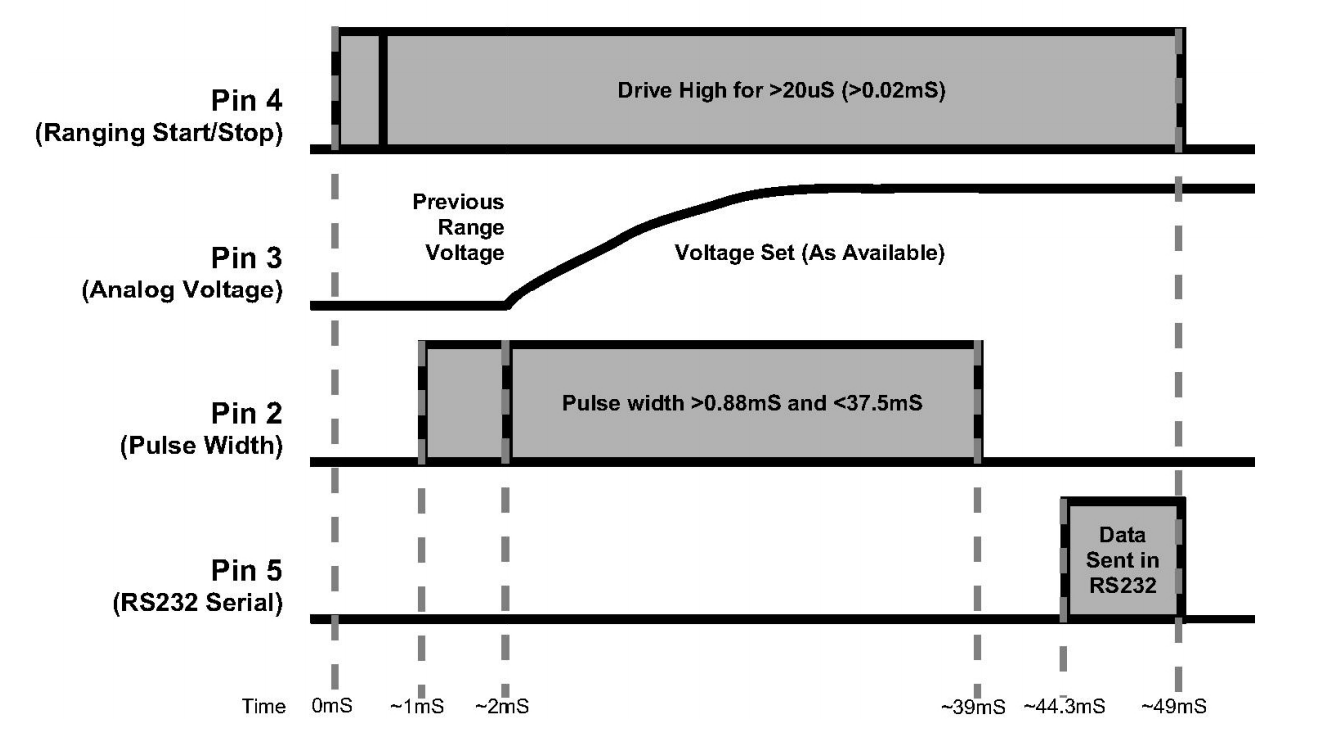 Pin 4
(Ranging Start/Stop)
Drive High for >20uS (>0.02mS)
Pin 3
(Analog Voltage)
Previous
Range
Voltage
Voltage Set (As Available)
Pin 2
(Pulse Width)
Pulse width >0.88mS and <37.5mS
Pin 5
(RS232 Serial)
Data
Sent in
RS232
Time 0mS ~1mS ~2mS ~39mS ~44.3mS ~49mS